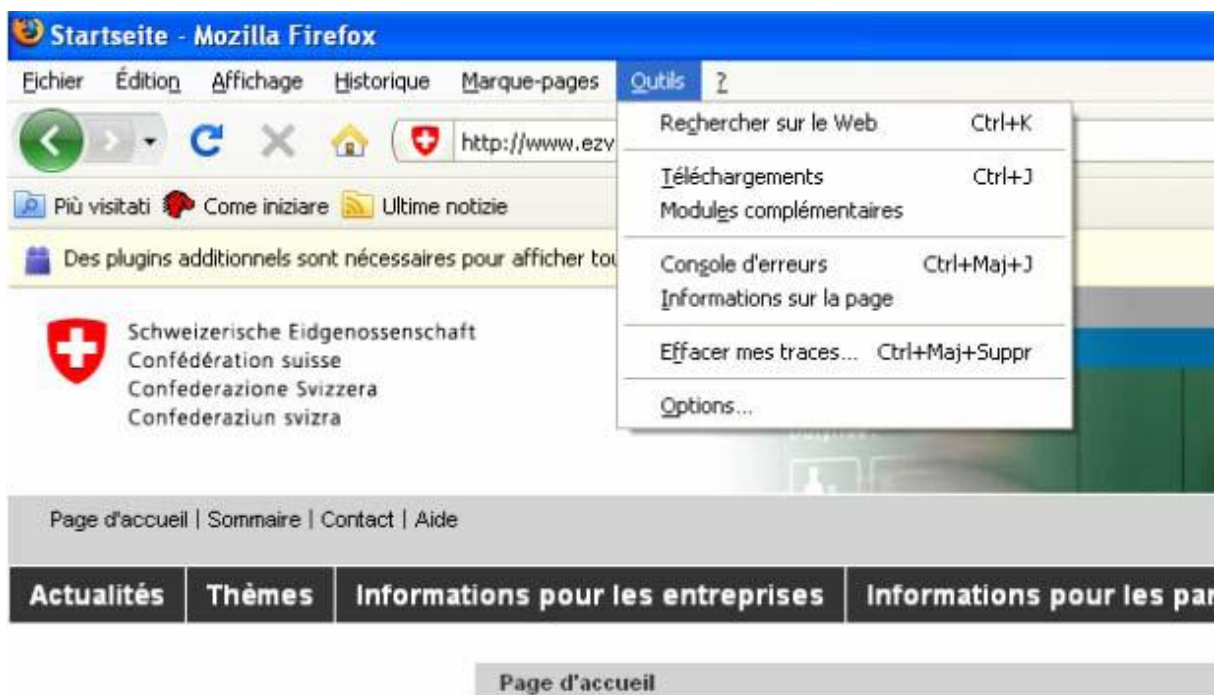 Startseite - Mozilla Firefox
Fichier Édition Affichage Historique Marque-pages Outils ?
http://www.ezv
Rechercher sur le Web Ctrl+K
Téléchargements Ctrl+J
Modules complémentaires
Console d'erreurs Ctrl+Maj+J
Informations sur la page
Effacer mes traces... Ctrl+Maj+Suppr
Options...
Più visitati Come iniziare Ultime notizie
Des plugins additionnels sont nécessaires pour afficher tou
Schweizerische Eidgenossenschaft
Confédération suisse
Confederazione Svizzera
Confederaziun svizra
Page d'accueil | Sommaire | Contact | Aide
Actualités Thèmes Informations pour les entreprises Informations pour les par
Page d'accueil